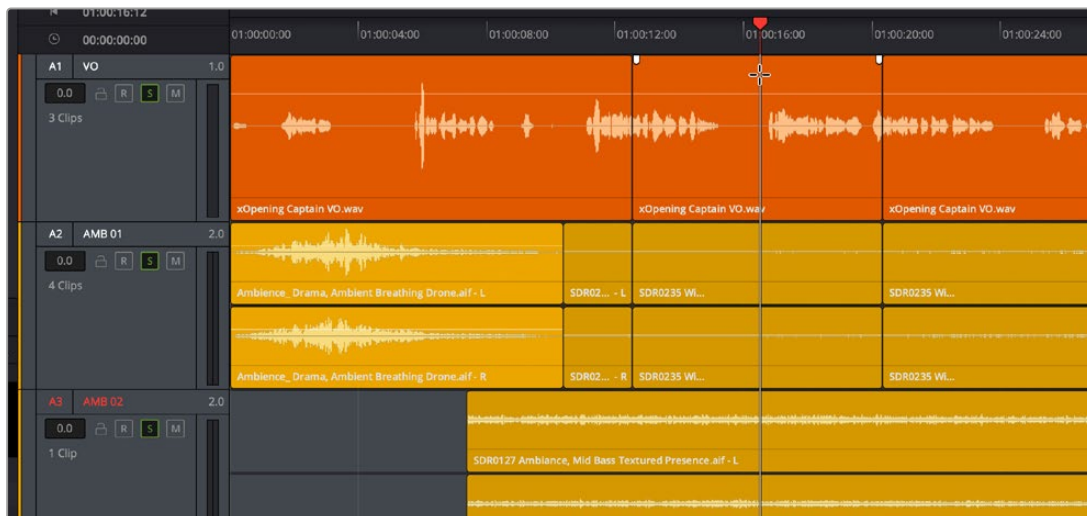 01:00:16:12
00:00:00:00
01:00:00:00 01:00:04:00 01:00:08:00 01:00:12:00 01:00:16:00 01:00:20:00 01:00:24:00
A1 VO 1.0
0.0 R S M
3 Clips
xOpening Captain VO.wav xOpening Captain VO.wav xOpening Captain VO.wav
A2 AMB 01 2.0
0.0 R S M
4 Clips
Ambience_ Drama, Ambient Breathing Drone.aif - L SDR02... - L SDR0235 Wi... SDR0235 Wi...
Ambience_ Drama, Ambient Breathing Drone.aif - R SDR02... - R SDR0235 Wi... SDR0235 Wi...
A3 AMB 02 2.0
0.0 R S M
1 Clip
SDR0127 Ambiance, Mid Bass Textured Presence.aif - L